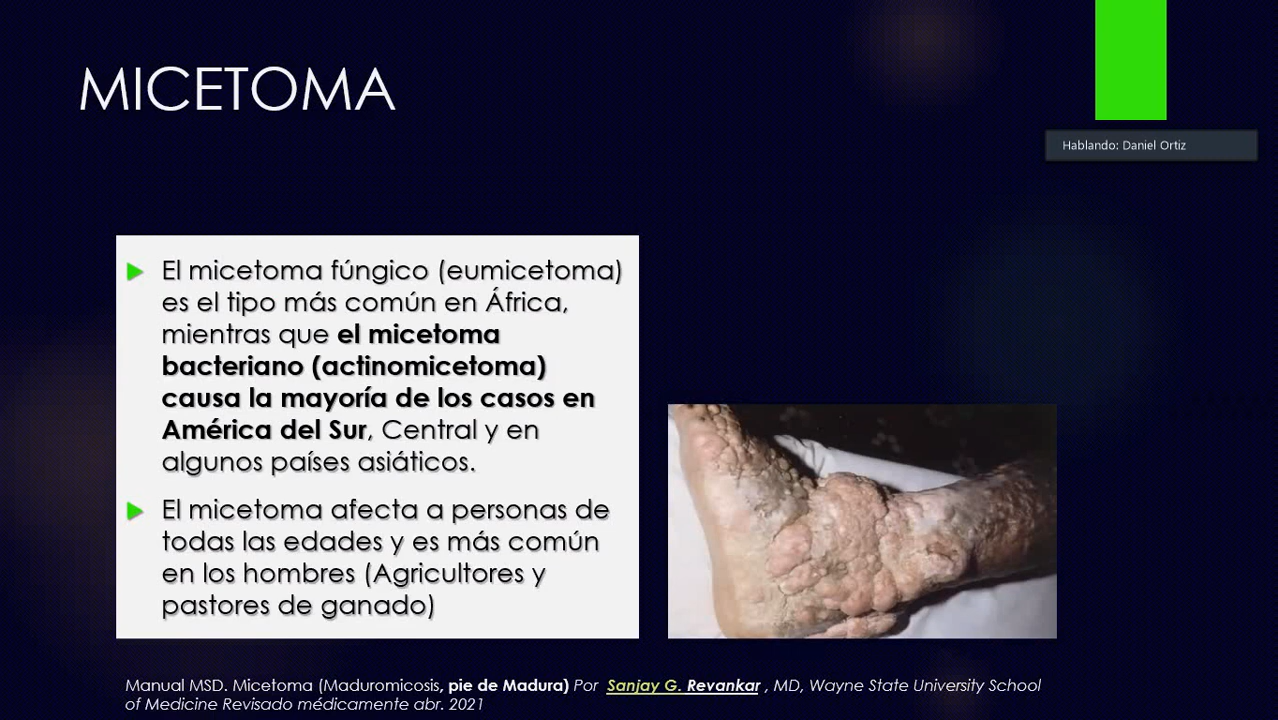 MICETOMA
Hablando: Daniel Ortiz
El micetoma fúngico (eumicetoma)
es el tipo más común en África,
mientras que el micetoma
bacteriano (actinomicetoma)
causa la mayoría de los casos en
América del Sur, Central y en
algunos países asiáticos.
El micetoma afecta a personas de
todas las edades y es más común
en los hombres (Agricultores y
pastores de ganado)
Manual MSD. Micetoma (Maduromicosis, pie de Madura) Por Sanjay G. Revankar , MD, Wayne State University School
of Medicine Revisado médicamente abr. 2021